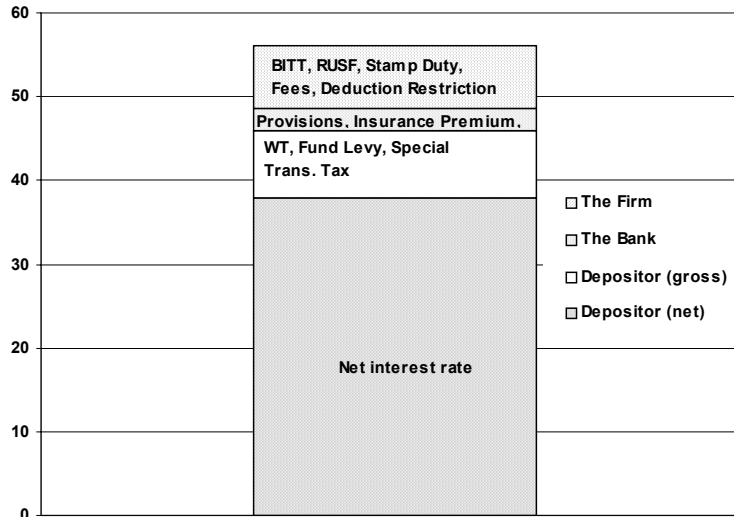 60
50
40
30
20
10
0
BITT, RUSF, Stamp Duty,
Fees, Deduction Restriction
Provisions, Insurance Premium,
WT, Fund Levy, Special
Trans. Tax
Net interest rate
The Firm
The Bank
Depositor (gross)
Depositor (net)